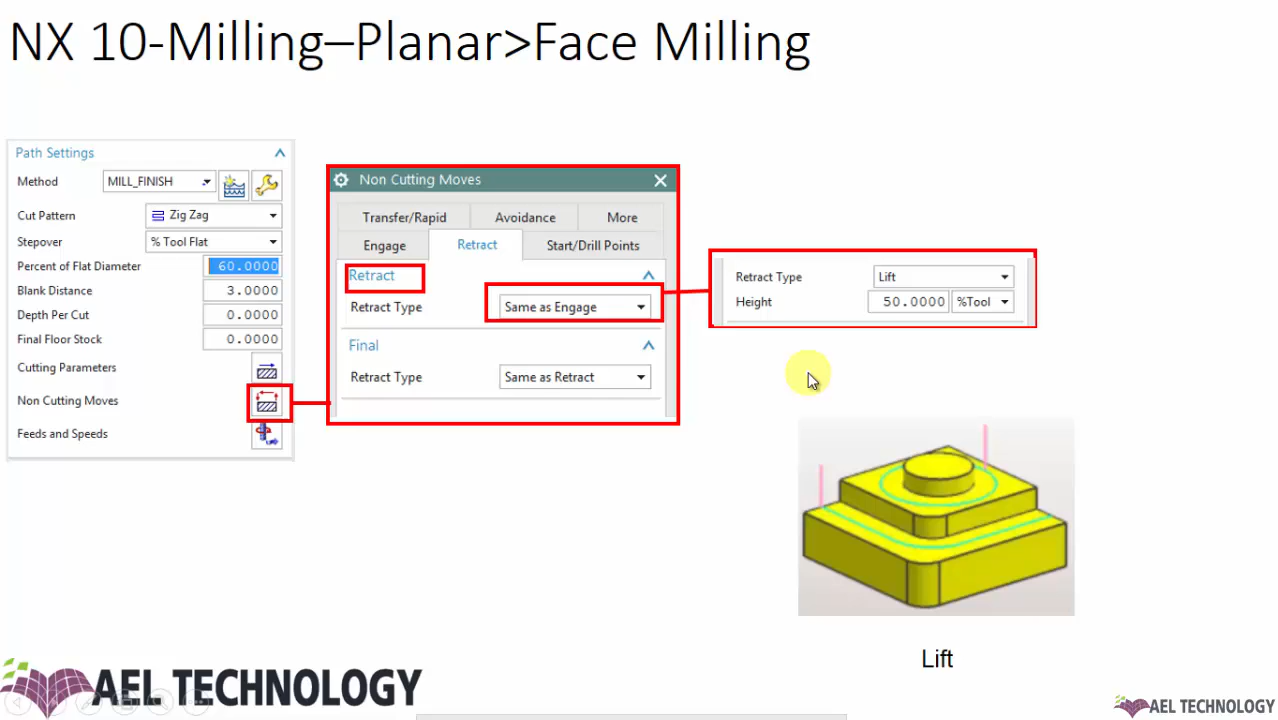 NX 10-Milling–Planar>Face Milling
Path Settings
Method MILL_FINISH
Cut Pattern Zig Zag
Stepover % Tool Flat
Percent of Flat Diameter 60.0000
Blank Distance 3.0000
Depth Per Cut 0.0000
Final Floor Stock 0.0000
Cutting Parameters
Non Cutting Moves
Feeds and Speeds
Non Cutting Moves
Transfer/Rapid Avoidance More
Engage Retract Start/Drill Points
Retract
Retract Type Same as Engage
Final
Retract Type Same as Retract
Retract Type Lift
Height 50.0000 %Tool
Lift
AEL TECHNOLOGY
AEL TECHNOLOGY